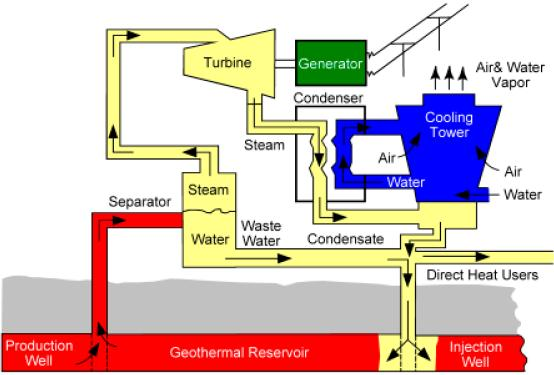 Turbine
Generator
Air& Water
Vapor
Condenser
Cooling
Tower
Steam
Air
Air
Water
Water
Separator
Steam
Water
Waste
Water
Condensate
Direct Heat Users
Production
Well
Geothermal Reservoir
Injection
Well